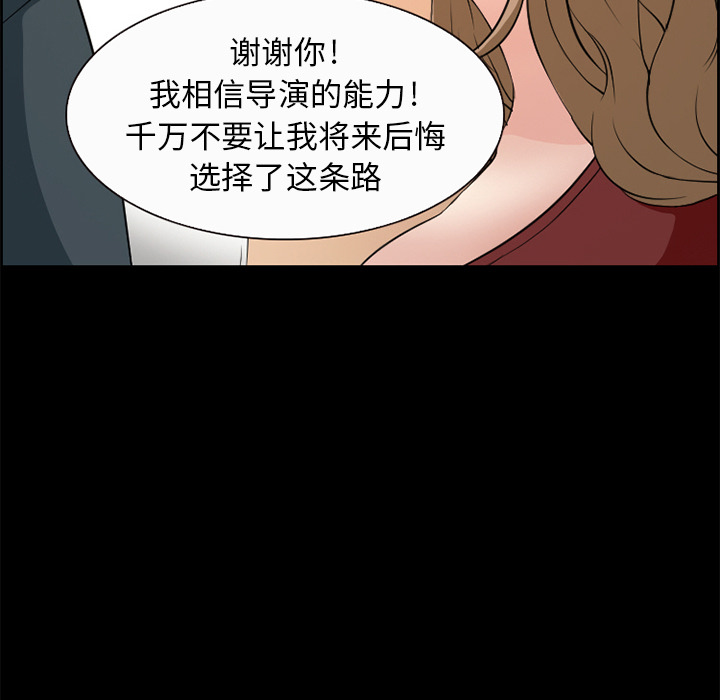 谢谢你！
我相信导演的能力！
千万不要让我将来后悔
选择了这条路